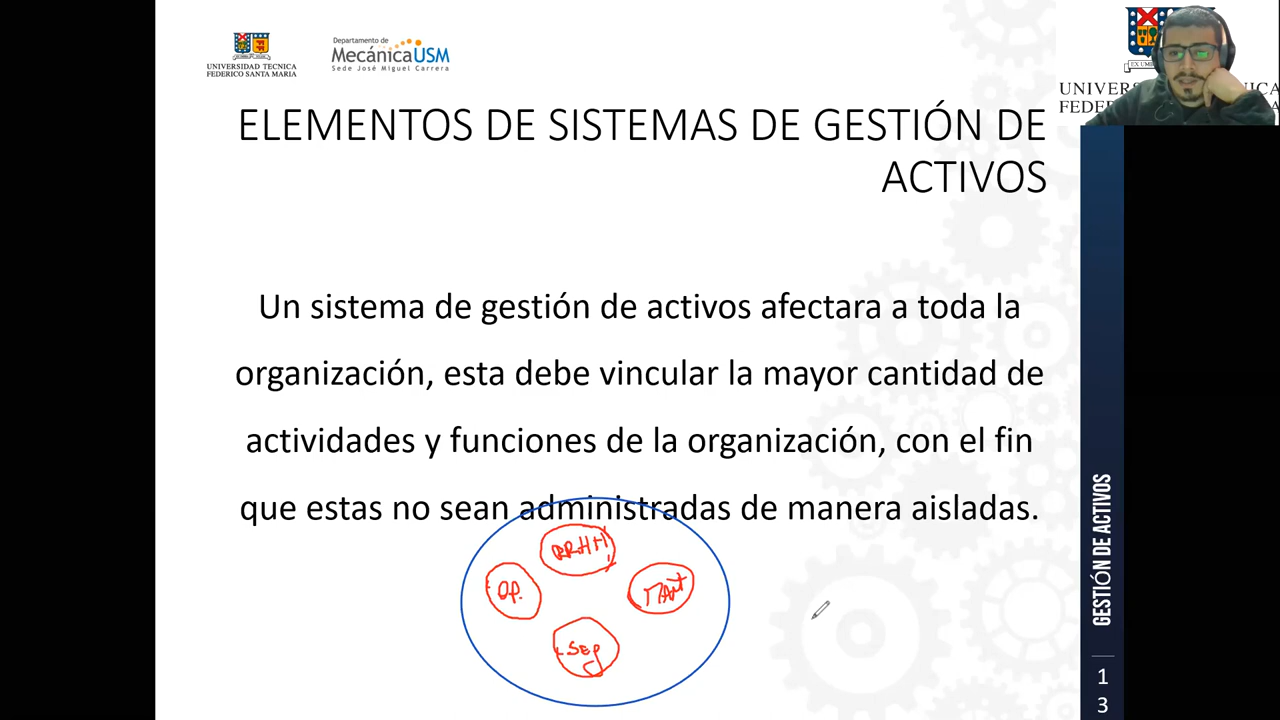 UNIVERSIDAD TECNICA
FEDERICO SANTA MARIA
Departamento de
MecánicaUSM
Sede José Miguel Carrera
ELEMENTOS DE SISTEMAS DE GESTIÓN DE
ACTIVOS
Un sistema de gestión de activos afectara a toda la
organización, esta debe vincular la mayor cantidad de
actividades y funciones de la organización, con el fin
que estas no sean administradas de manera aisladas.
RRHH
Op.
Mant
Seg
GESTIÓN DE ACTIVOS
1
3